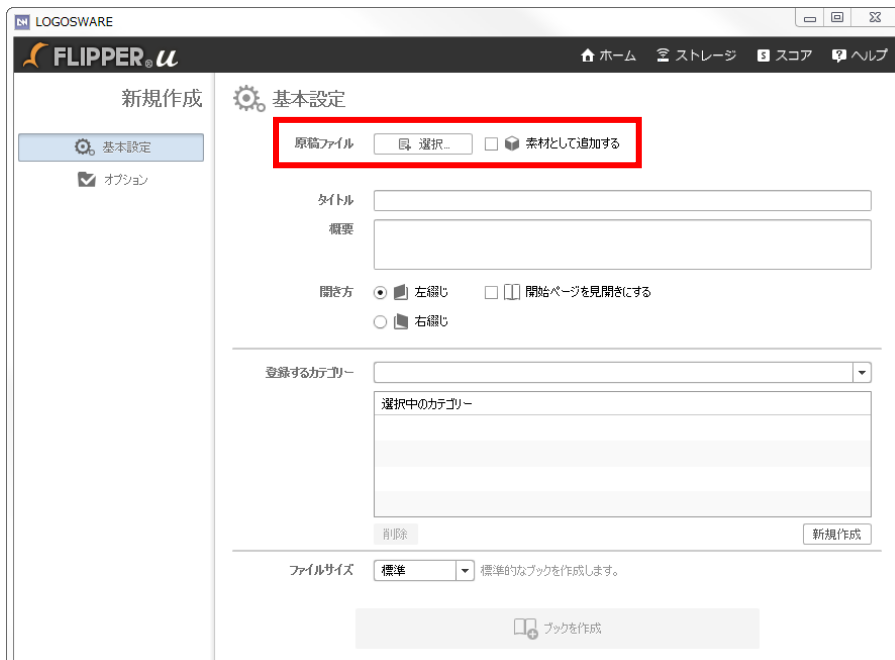 LOGOSWARE
FLIPPER u ホーム ストレージ S スコア ヘルプ
新規作成
基本設定
オプション
基本設定
原稿ファイル 選択... 素材として追加する
タイトル
概要
開き方 左綴じ 開始ページを見開きにする
右綴じ
登録するカテゴリー
選択中のカテゴリー
削除 新規作成
ファイルサイズ 標準 標準的なブックを作成します。
ブックを作成